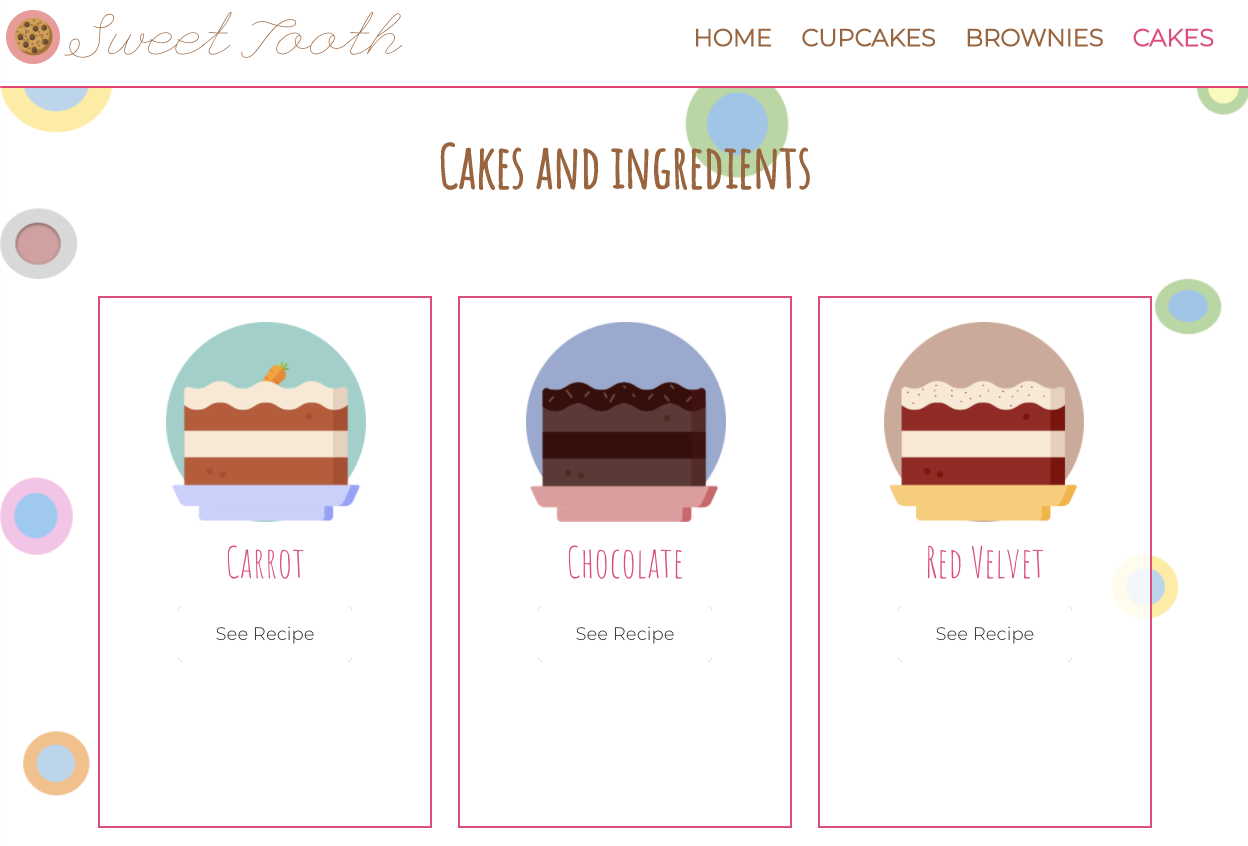 Sweet Tooth
HOME CUPCAKES BROWNIES CAKES
Cakes and ingredients
Carrot
See Recipe
Chocolate
See Recipe
Red Velvet
See Recipe